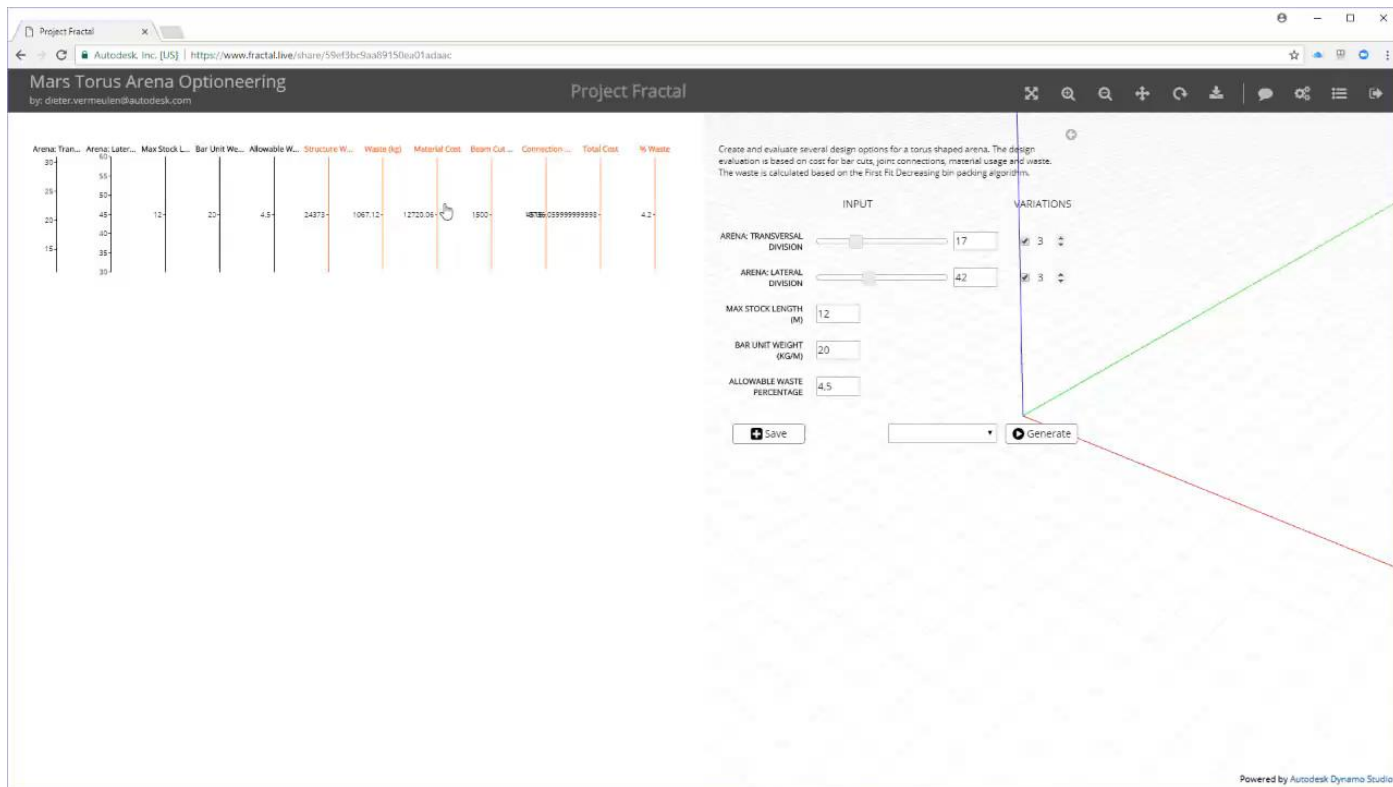 Project Fractal
Autodesk, Inc. [US] | https://www.fractal.live/share/59ef3bc9aa89150ea01adaac
Mars Torus Arena Optioneering
by: dieter.vermeulen@autodesk.com
Project Fractal
Arena: Tran... Arena: Later... Max Stock L... Bar Unit We... Allowable W... Structure W... Waste (kg) Material Cost Beam Cut ... Connection ... Total Cost % Waste
30 60
55
25 50
20 45 12 20 4.5 24373 1067.12 12720.06 1500 4.2
40
15 35
30
Create and evaluate several design options for a torus shaped arena. The design
evaluation is based on cost for bar cuts, joint connections, material usage and waste.
The waste is calculated based on the First Fit Decreasing bin packing algorithm.
INPUT VARIATIONS
ARENA: TRANSVERSAL
DIVISION 17 3
ARENA: LATERAL
DIVISION 42 3
MAX STOCK LENGTH
(M) 12
BAR UNIT WEIGHT
(KG/M) 20
ALLOWABLE WASTE
PERCENTAGE 4.5
Save Generate
Powered by Autodesk Dynamo Studio